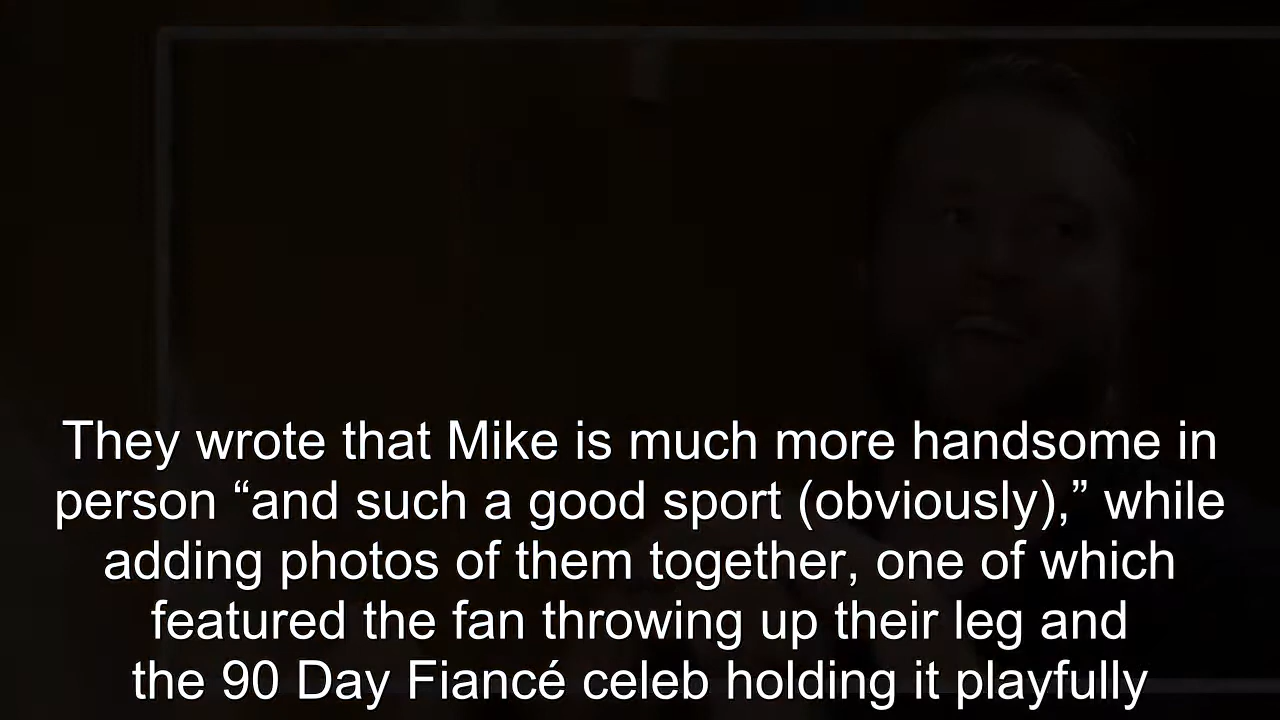 They wrote that Mike is much more handsome in
person “and such a good sport (obviously),” while
adding photos of them together, one of which
featured the fan throwing up their leg and
the 90 Day Fiancé celeb holding it playfully